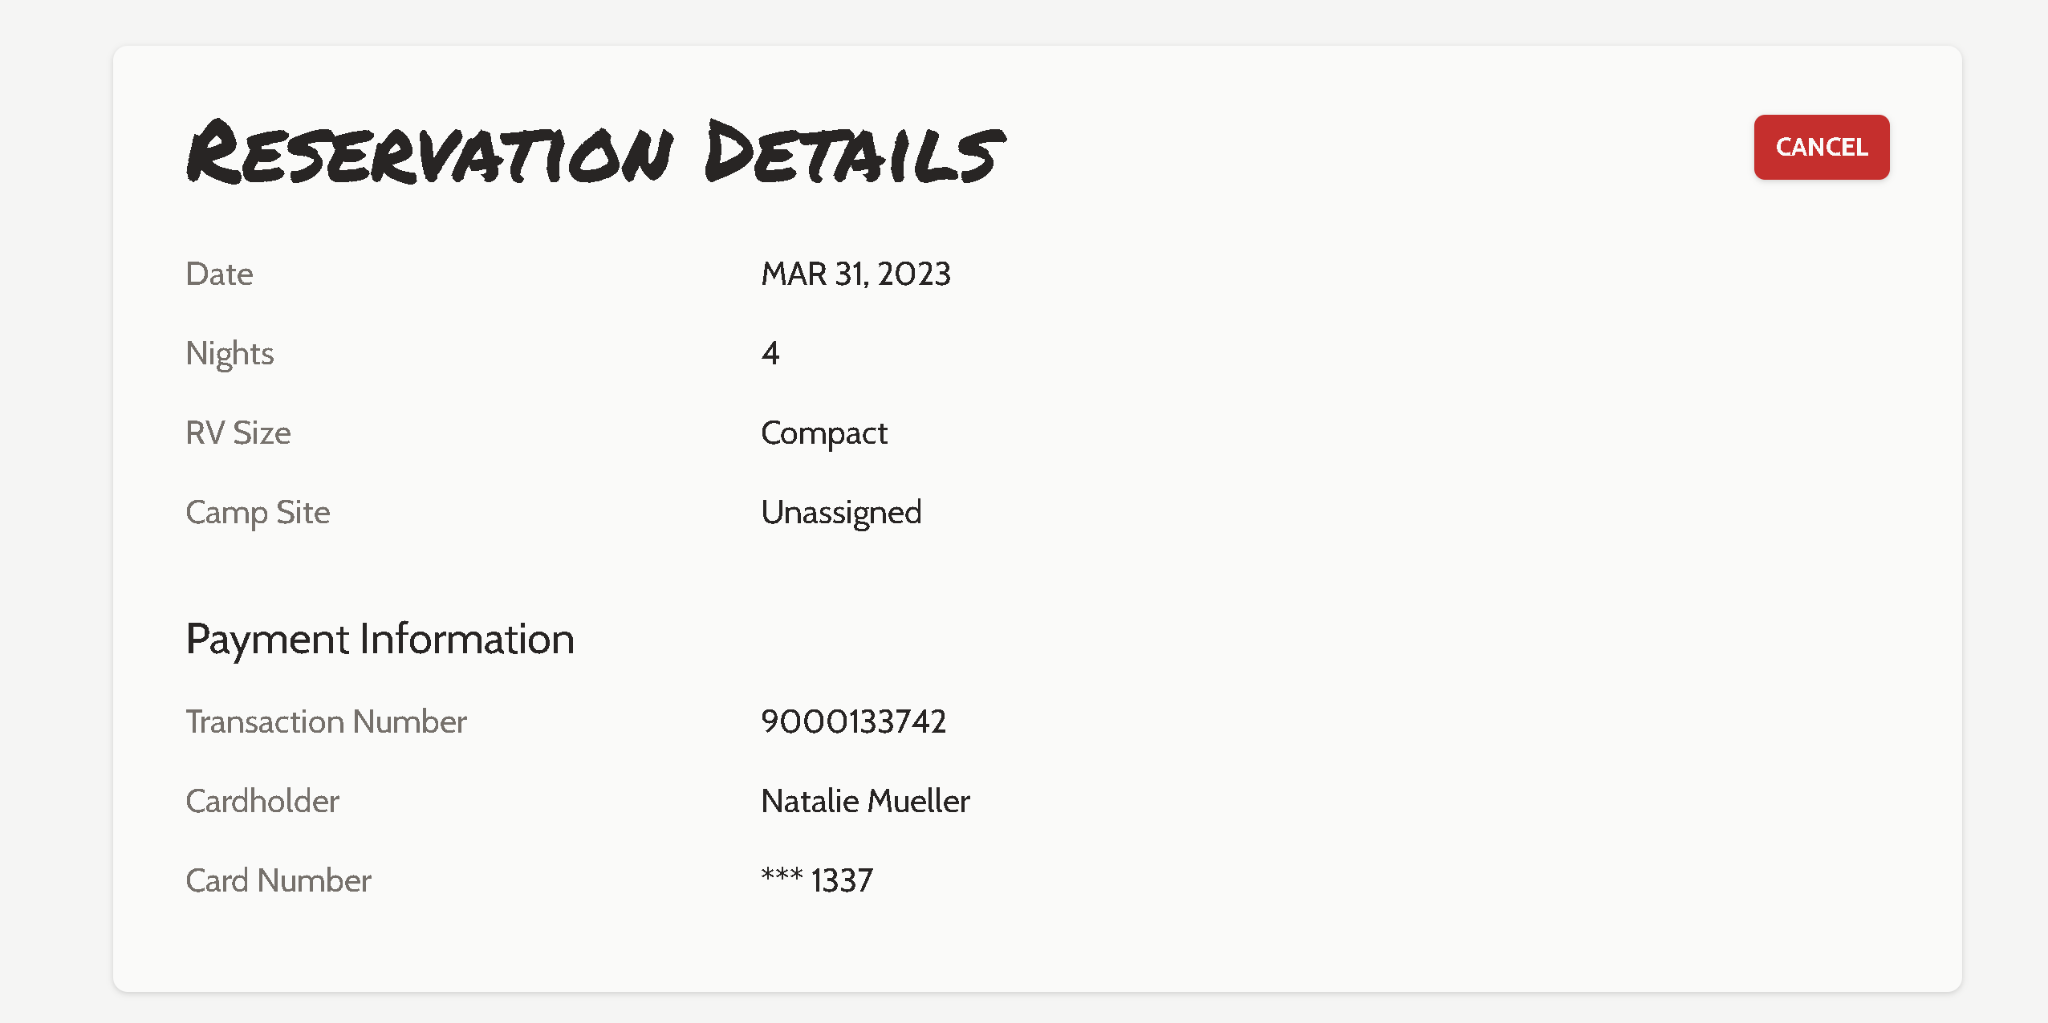 Reservation Details
CANCEL
Date MAR 31, 2023
Nights 4
RV Size Compact
Camp Site Unassigned
Payment Information
Transaction Number 9000133742
Cardholder Natalie Mueller
Card Number *** 1337